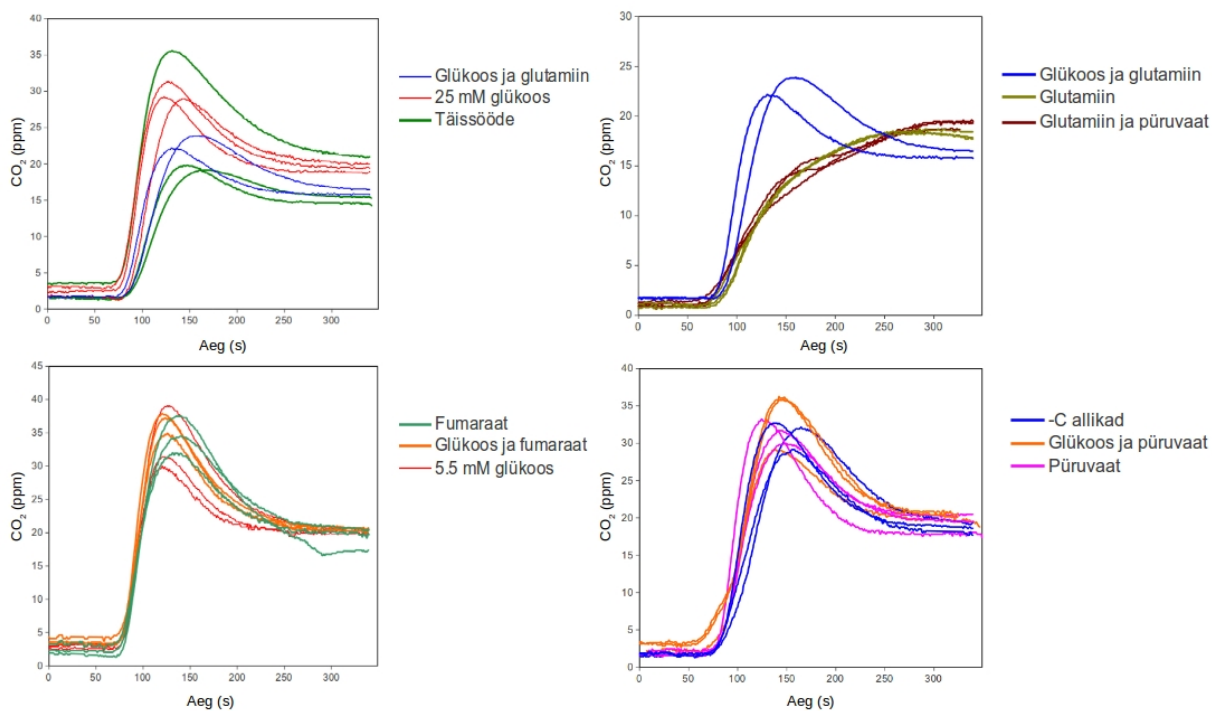 40
35
30
25
20
15
10
5
0
CO2 (ppm)
0 50 100 150 200 250 300
Aeg (s)
Glükoos ja glutamiin
25 mM glükoos
Täissööde
30
25
20
15
10
5
0
CO2 (ppm)
0 50 100 150 200 250 300
Aeg (s)
Glükoos ja glutamiin
Glutamiin
Glutamiin ja püruvaat
45
40
35
30
25
20
15
10
5
0
CO2 (ppm)
0 50 100 150 200 250 300
Aeg (s)
Fumaraat
Glükoos ja fumaraat
5.5 mM glükoos
40
35
30
25
20
15
10
5
0
CO2 (ppm)
0 50 100 150 200 250 300
Aeg (s)
-C allikad
Glükoos ja püruvaat
Püruvaat